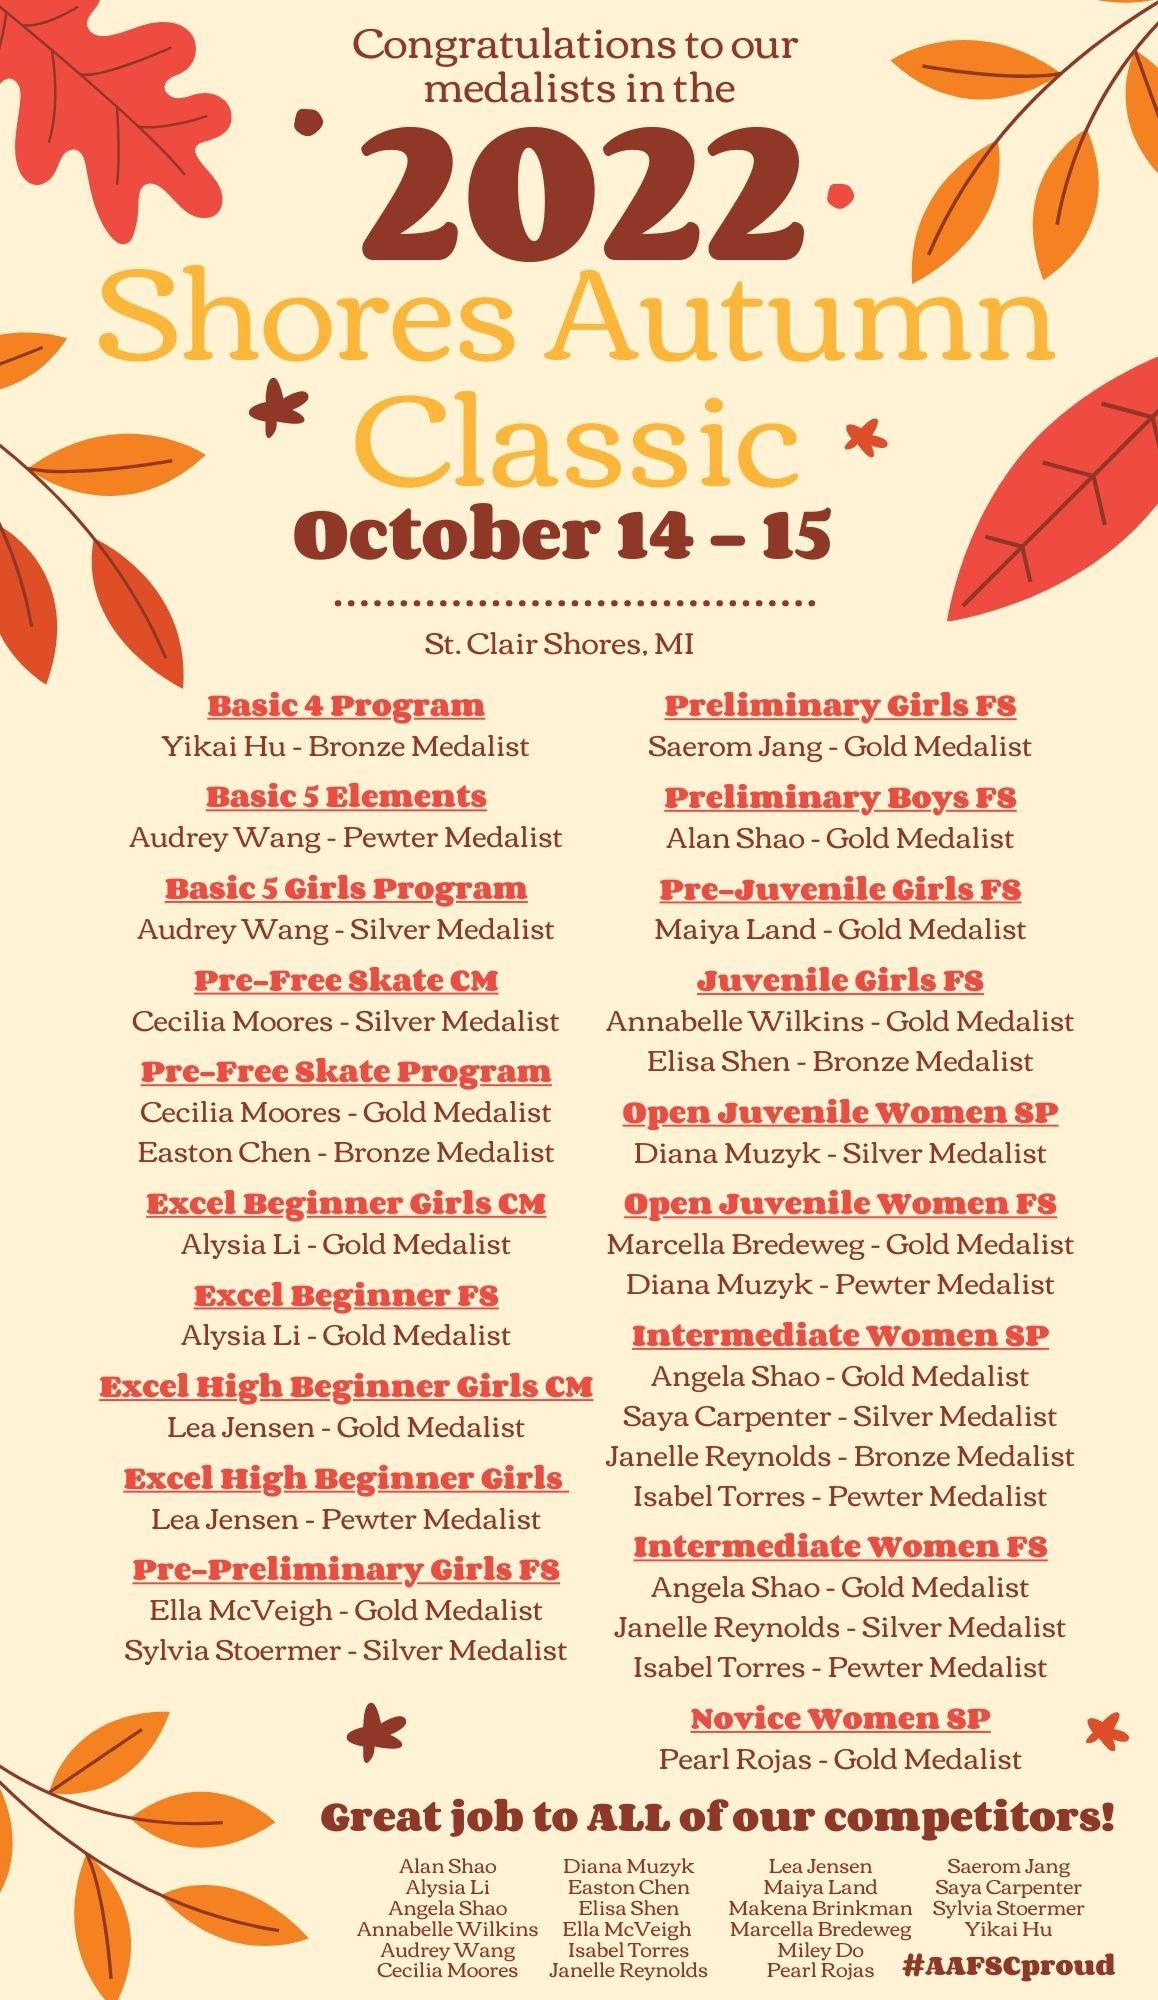 Congratulations to our
medalists in the
2022
Shores Autumn
Classic
October 14 - 15
St. Clair Shores, MI
Basic 4 Program
Yikai Hu - Bronze Medalist
Basic 5 Elements
Audrey Wang - Pewter Medalist
Basic 5 Girls Program
Audrey Wang - Silver Medalist
Pre-Free Skate CM
Cecilia Moores - Silver Medalist
Pre-Free Skate Program
Cecilia Moores - Gold Medalist
Easton Chen - Bronze Medalist
Excel Beginner Girls CM
Alysia Li - Gold Medalist
Excel Beginner FS
Alysia Li - Gold Medalist
Excel High Beginner Girls CM
Lea Jensen - Gold Medalist
Excel High Beginner Girls
Lea Jensen - Pewter Medalist
Pre-Preliminary Girls FS
Ella McVeigh - Gold Medalist
Sylvia Stoermer - Silver Medalist
Preliminary Girls FS
Saerom Jang - Gold Medalist
Preliminary Boys FS
Alan Shao - Gold Medalist
Pre-Juvenile Girls FS
Maiya Land - Gold Medalist
Juvenile Girls FS
Annabelle Wilkins - Gold Medalist
Elisa Shen - Bronze Medalist
Open Juvenile Women SP
Diana Muzyk - Silver Medalist
Open Juvenile Women FS
Marcella Bredeweg - Gold Medalist
Diana Muzyk - Pewter Medalist
Intermediate Women SP
Angela Shao - Gold Medalist
Saya Carpenter - Silver Medalist
Janelle Reynolds - Bronze Medalist
Isabel Torres - Pewter Medalist
Intermediate Women FS
Angela Shao - Gold Medalist
Janelle Reynolds - Silver Medalist
Isabel Torres - Pewter Medalist
Novice Women SP
Pearl Rojas - Gold Medalist
Great job to ALL of our competitors!
Alan Shao
Alysia Li
Angela Shao
Annabelle Wilkins
Audrey Wang
Cecilia Moores
Diana Muzyk
Easton Chen
Elisa Shen
Ella McVeigh
Isabel Torres
Janelle Reynolds
Lea Jensen
Maiya Land
Makena Brinkman
Marcella Bredeweg
Miley Do
Pearl Rojas
Saerom Jang
Saya Carpenter
Sylvia Stoermer
Yikai Hu
#AAFSCproud